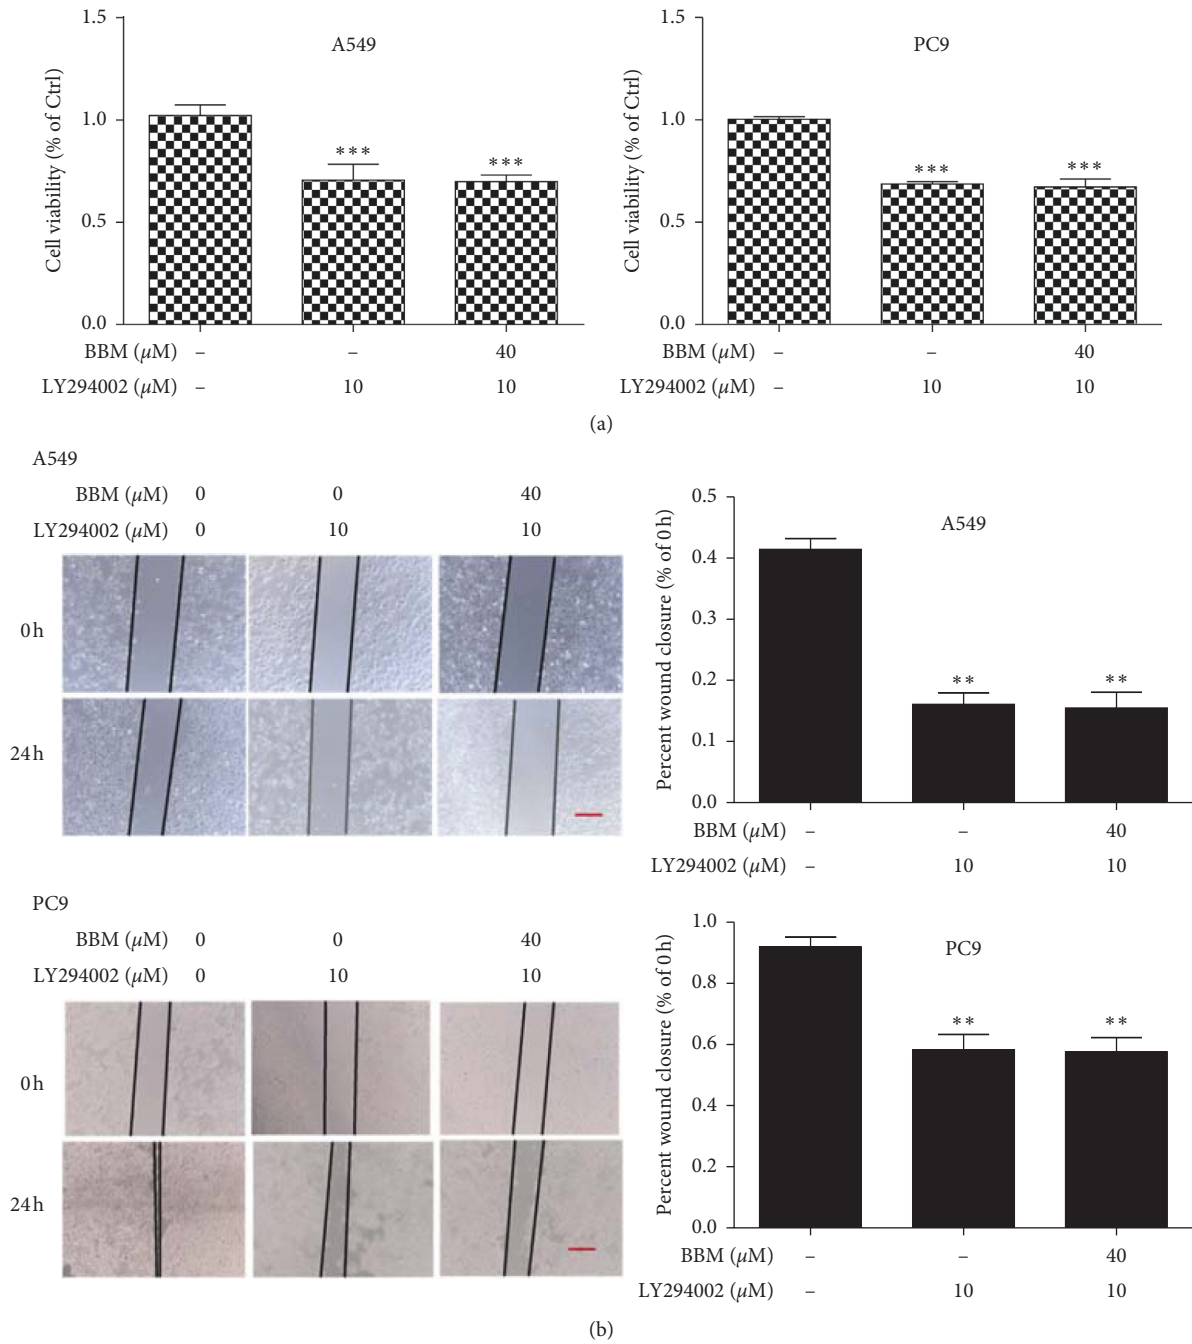 1.5
1.0
0.5
0.0
Cell viability (% of Ctrl)
A549
***
***
BBM (µM) – – 40
LY294002 (µM) – 10 10
1.5
1.0
0.5
0.0
Cell viability (% of Ctrl)
PC9
***
***
BBM (µM) – – 40
LY294002 (µM) – 10 10
(a)
A549
BBM (µM) 0 0 40
LY294002 (µM) 0 10 10
0 h
24 h
0.5
0.4
0.3
0.2
0.1
0.0
Percent wound closure (% of 0 h)
A549
**
**
BBM (µM) – – 40
LY294002 (µM) – 10 10
PC9
BBM (µM) 0 0 40
LY294002 (µM) 0 10 10
0 h
24 h
1.0
0.8
0.6
0.4
0.2
0.0
Percent wound closure (% of 0 h)
PC9
**
**
BBM (µM) – – 40
LY294002 (µM) – 10 10
(b)